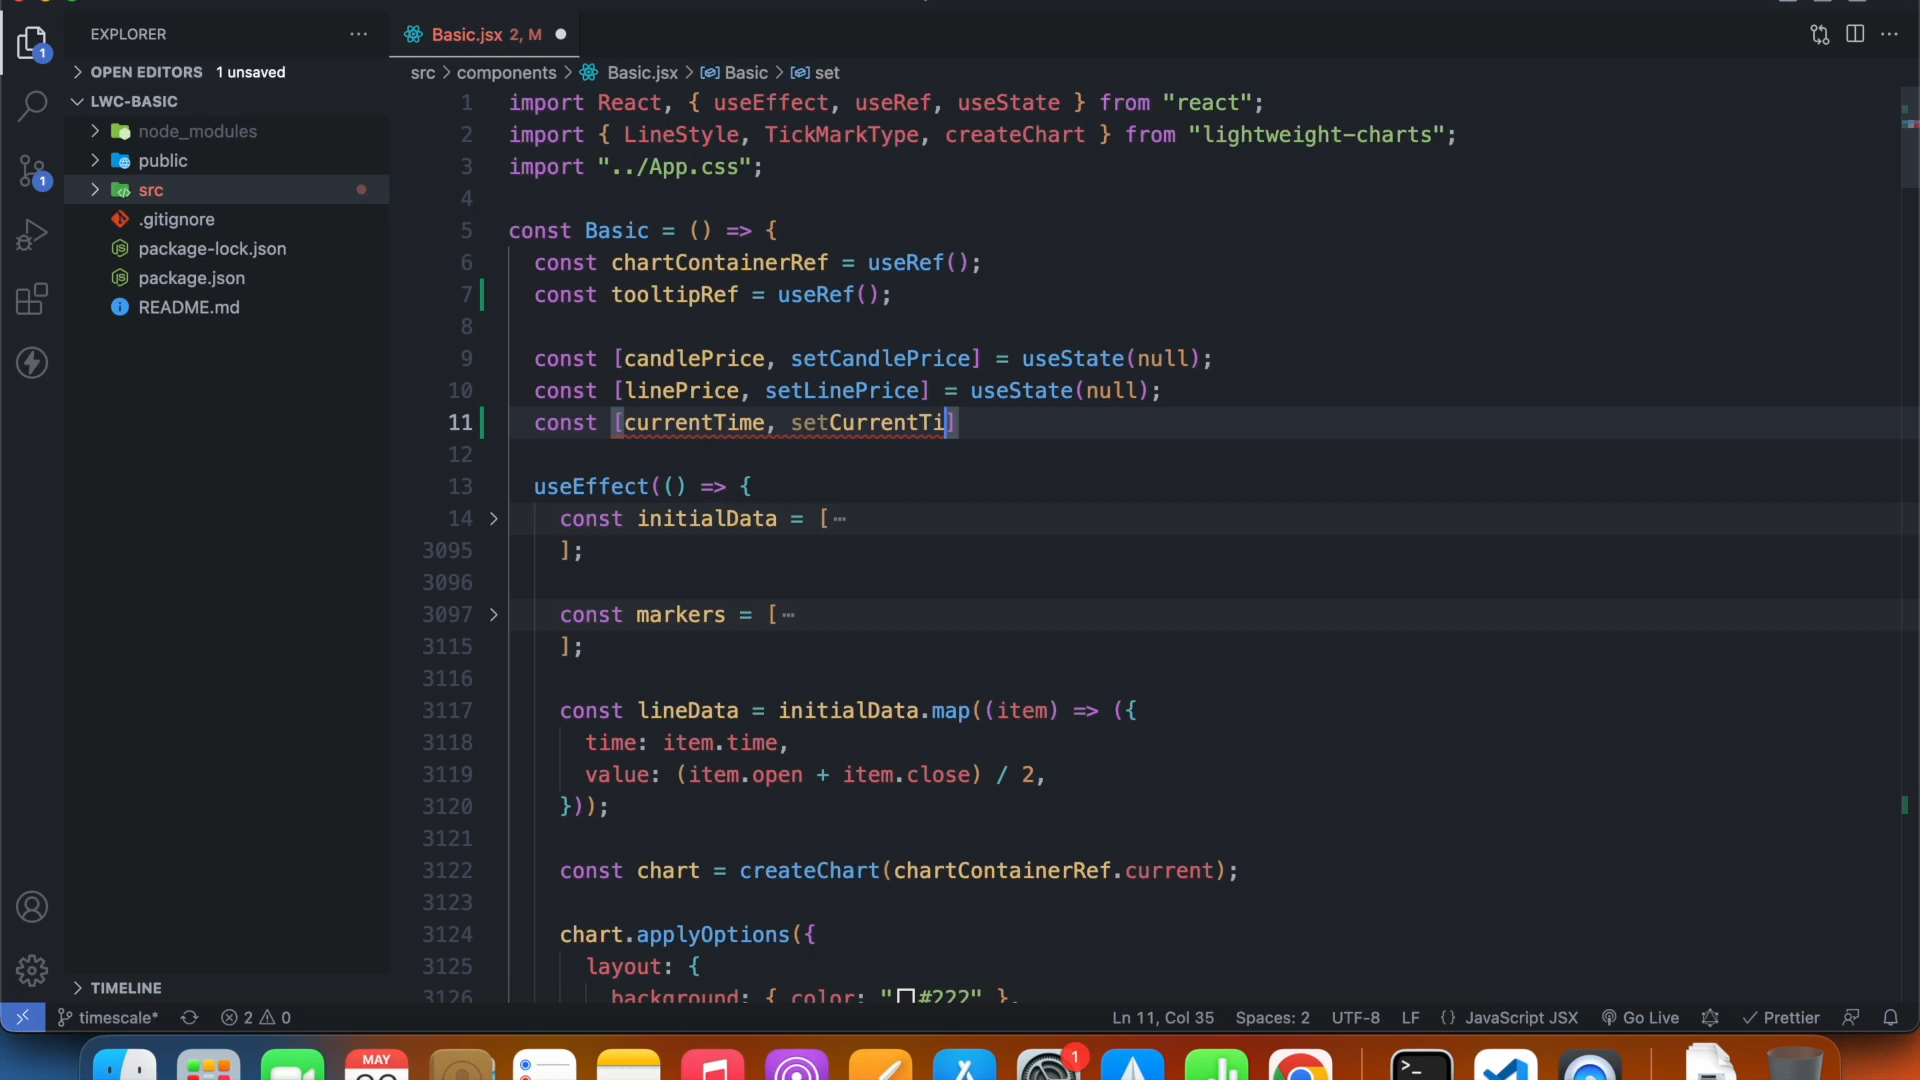 EXPLORER
OPEN EDITORS 1 unsaved
LWC-BASIC
node_modules
public
src
.gitignore
package-lock.json
package.json
README.md
TIMELINE
Basic.jsx 2, M
src > components > Basic.jsx > Basic > set
1 import React, { useEffect, useRef, useState } from "react";
2 import { LineStyle, TickMarkType, createChart } from "lightweight-charts";
3 import "../App.css";
4
5 const Basic = () => {
6 const chartContainerRef = useRef();
7 const tooltipRef = useRef();
8
9 const [candlePrice, setCandlePrice] = useState(null);
10 const [linePrice, setLinePrice] = useState(null);
11 const [currentTime, setCurrentTi]
12
13 useEffect(() => {
14 const initialData = [⋯
3095 ];
3096
3097 const markers = [⋯
3115 ];
3116
3117 const lineData = initialData.map((item) => ({
3118 time: item.time,
3119 value: (item.open + item.close) / 2,
3120 }));
3121
3122 const chart = createChart(chartContainerRef.current);
3123
3124 chart.applyOptions({
3125 layout: {
3126 background: { color: "#222" },
timescale* 2 0 Ln 11, Col 35 Spaces: 2 UTF-8 LF {} JavaScript JSX Go Live Prettier
1
1
MAY
1